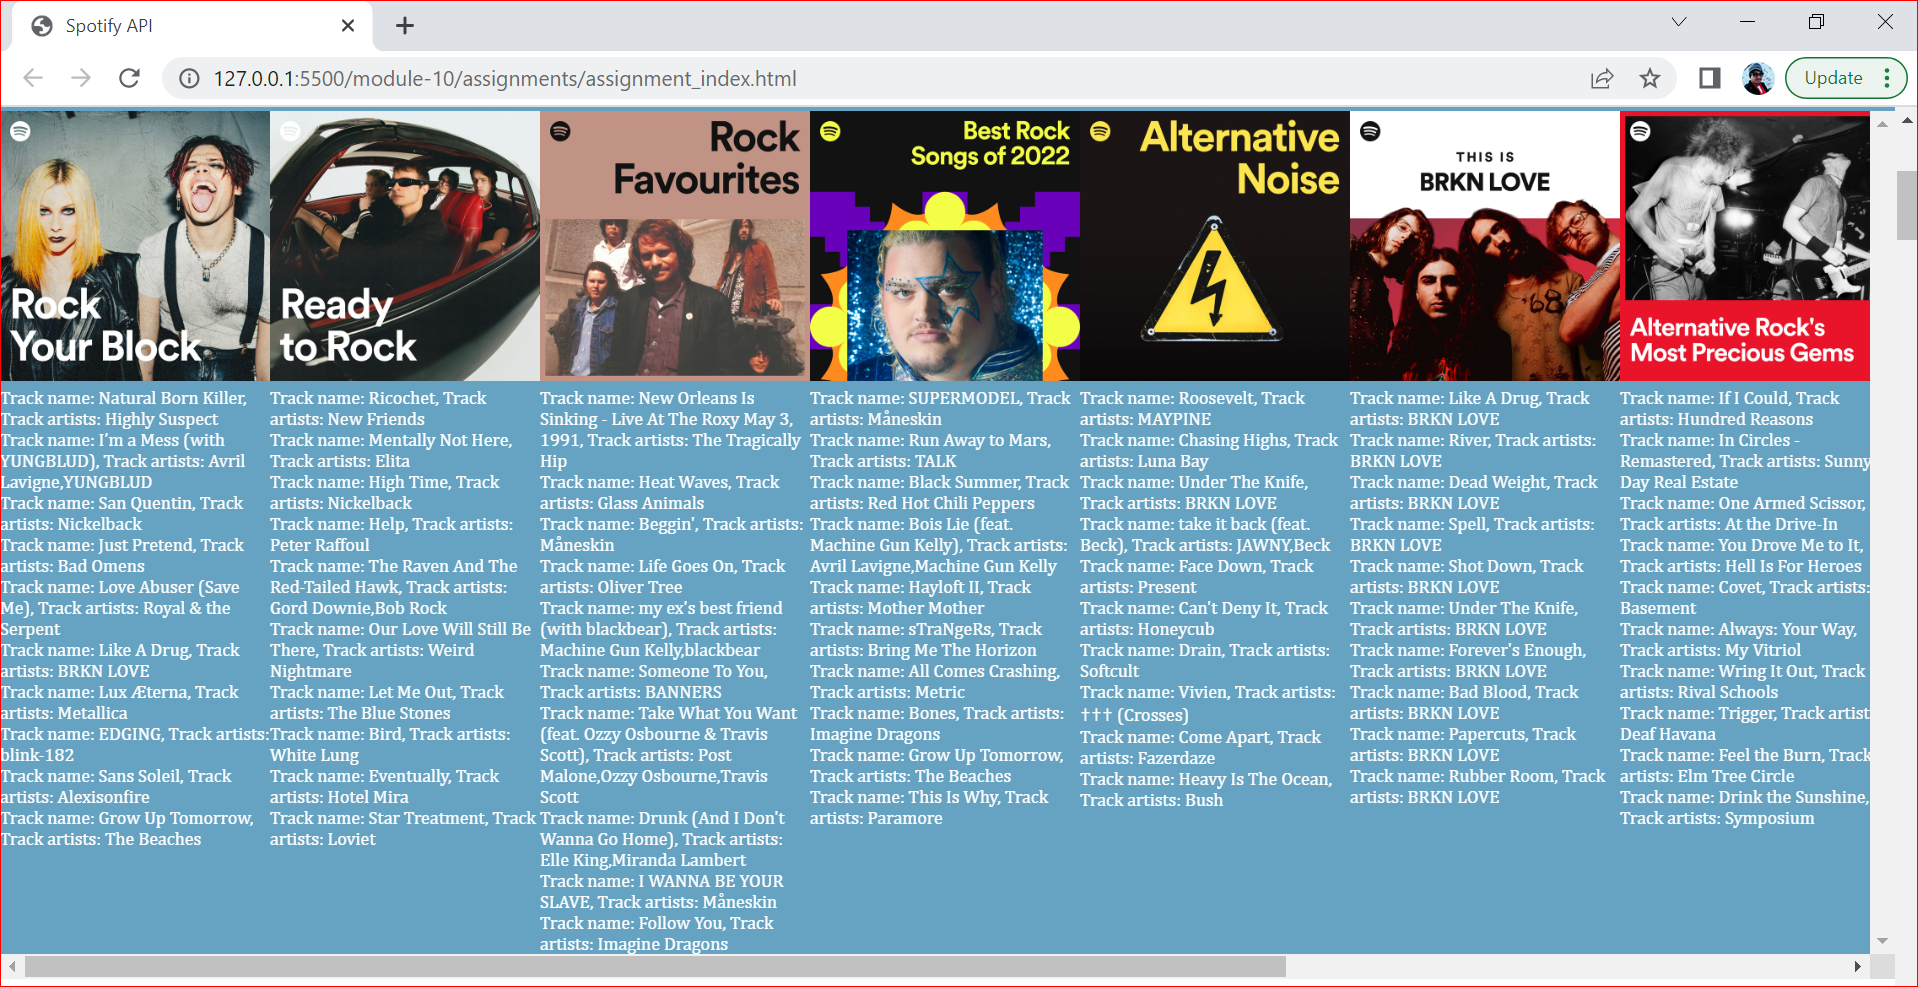 Spotify API
127.0.0.1:5500/module-10/assignments/assignment_index.html
Update
Rock
Your Block
Track name: Natural Born Killer,
Track artists: Highly Suspect
Track name: I'm a Mess (with
YUNGBLUD), Track artists: Avril
Lavigne,YUNGBLUD
Track name: San Quentin, Track
artists: Nickelback
Track name: Just Pretend, Track
artists: Bad Omens
Track name: Love Abuser (Save
Me), Track artists: Royal & the
Serpent
Track name: Like A Drug, Track
artists: BRKN LOVE
Track name: Lux Æterna, Track
artists: Metallica
Track name: EDGING, Track artists:
blink-182
Track name: Sans Soleil, Track
artists: Alexisonfire
Track name: Grow Up Tomorrow,
Track artists: The Beaches
Ready
to Rock
Track name: Ricochet, Track
artists: New Friends
Track name: Mentally Not Here,
Track artists: Elita
Track name: High Time, Track
artists: Nickelback
Track name: Help, Track artists:
Peter Raffoul
Track name: The Raven And The
Red-Tailed Hawk, Track artists:
Gord Downie,Bob Rock
Track name: Our Love Will Still Be
There, Track artists: Weird
Nightmare
Track name: Let Me Out, Track
artists: The Blue Stones
Track name: Bird, Track artists:
White Lung
Track name: Eventually, Track
artists: Hotel Mira
Track name: Star Treatment, Track
artists: Loviet
Rock
Favourites
Track name: New Orleans Is
Sinking - Live At The Roxy May 3,
1991, Track artists: The Tragically
Hip
Track name: Heat Waves, Track
artists: Glass Animals
Track name: Beggin', Track artists:
Måneskin
Track name: Life Goes On, Track
artists: Oliver Tree
Track name: my ex's best friend
(with blackbear), Track artists:
Machine Gun Kelly,blackbear
Track name: Someone To You,
Track artists: BANNERS
Track name: Take What You Want
(feat. Ozzy Osbourne & Travis
Scott), Track artists: Post
Malone,Ozzy Osbourne,Travis
Scott
Track name: Drunk (And I Don't
Wanna Go Home), Track artists:
Elle King,Miranda Lambert
Track name: I WANNA BE YOUR
SLAVE, Track artists: Måneskin
Track name: Follow You, Track
artists: Imagine Dragons
Best Rock
Songs of 2022
Track name: SUPERMODEL, Track
artists: Måneskin
Track name: Run Away to Mars,
Track artists: TALK
Track name: Black Summer, Track
artists: Red Hot Chili Peppers
Track name: Bois Lie (feat.
Machine Gun Kelly), Track artists:
Avril Lavigne,Machine Gun Kelly
Track name: Hayloft II, Track
artists: Mother Mother
Track name: sTraNgeRs, Track
artists: Bring Me The Horizon
Track name: All Comes Crashing,
Track artists: Metric
Track name: Bones, Track artists:
Imagine Dragons
Track name: Grow Up Tomorrow,
Track artists: The Beaches
Track name: This Is Why, Track
artists: Paramore
Alternative
Noise
Track name: Roosevelt, Track
artists: MAYPINE
Track name: Chasing Highs, Track
artists: Luna Bay
Track name: Under The Knife,
Track artists: BRKN LOVE
Track name: take it back (feat.
Beck), Track artists: JAWNY,Beck
Track name: Face Down, Track
artists: Present
Track name: Can't Deny It, Track
artists: Honeycub
Track name: Drain, Track artists:
Softcult
Track name: Vivien, Track artists:
††† (Crosses)
Track name: Come Apart, Track
artists: Fazerdaze
Track name: Heavy Is The Ocean,
Track artists: Bush
THIS IS
BRKN LOVE
Track name: Like A Drug, Track
artists: BRKN LOVE
Track name: River, Track artists:
BRKN LOVE
Track name: Dead Weight, Track
artists: BRKN LOVE
Track name: Spell, Track artists:
BRKN LOVE
Track name: Shot Down, Track
artists: BRKN LOVE
Track name: Under The Knife,
Track artists: BRKN LOVE
Track name: Forever's Enough,
Track artists: BRKN LOVE
Track name: Bad Blood, Track
artists: BRKN LOVE
Track name: Papercuts, Track
artists: BRKN LOVE
Track name: Rubber Room, Track
artists: BRKN LOVE
Alternative Rock's
Most Precious Gems
Track name: If I Could, Track
artists: Hundred Reasons
Track name: In Circles -
Remastered, Track artists: Sunny
Day Real Estate
Track name: One Armed Scissor,
Track artists: At the Drive-In
Track name: You Drove Me to It,
Track artists: Hell Is For Heroes
Track name: Covet, Track artists:
Basement
Track name: Always: Your Way,
Track artists: My Vitriol
Track name: Wring It Out, Track
artists: Rival Schools
Track name: Trigger, Track artist
Deaf Havana
Track name: Feel the Burn, Track
artists: Elm Tree Circle
Track name: Drink the Sunshine,
Track artists: Symposium